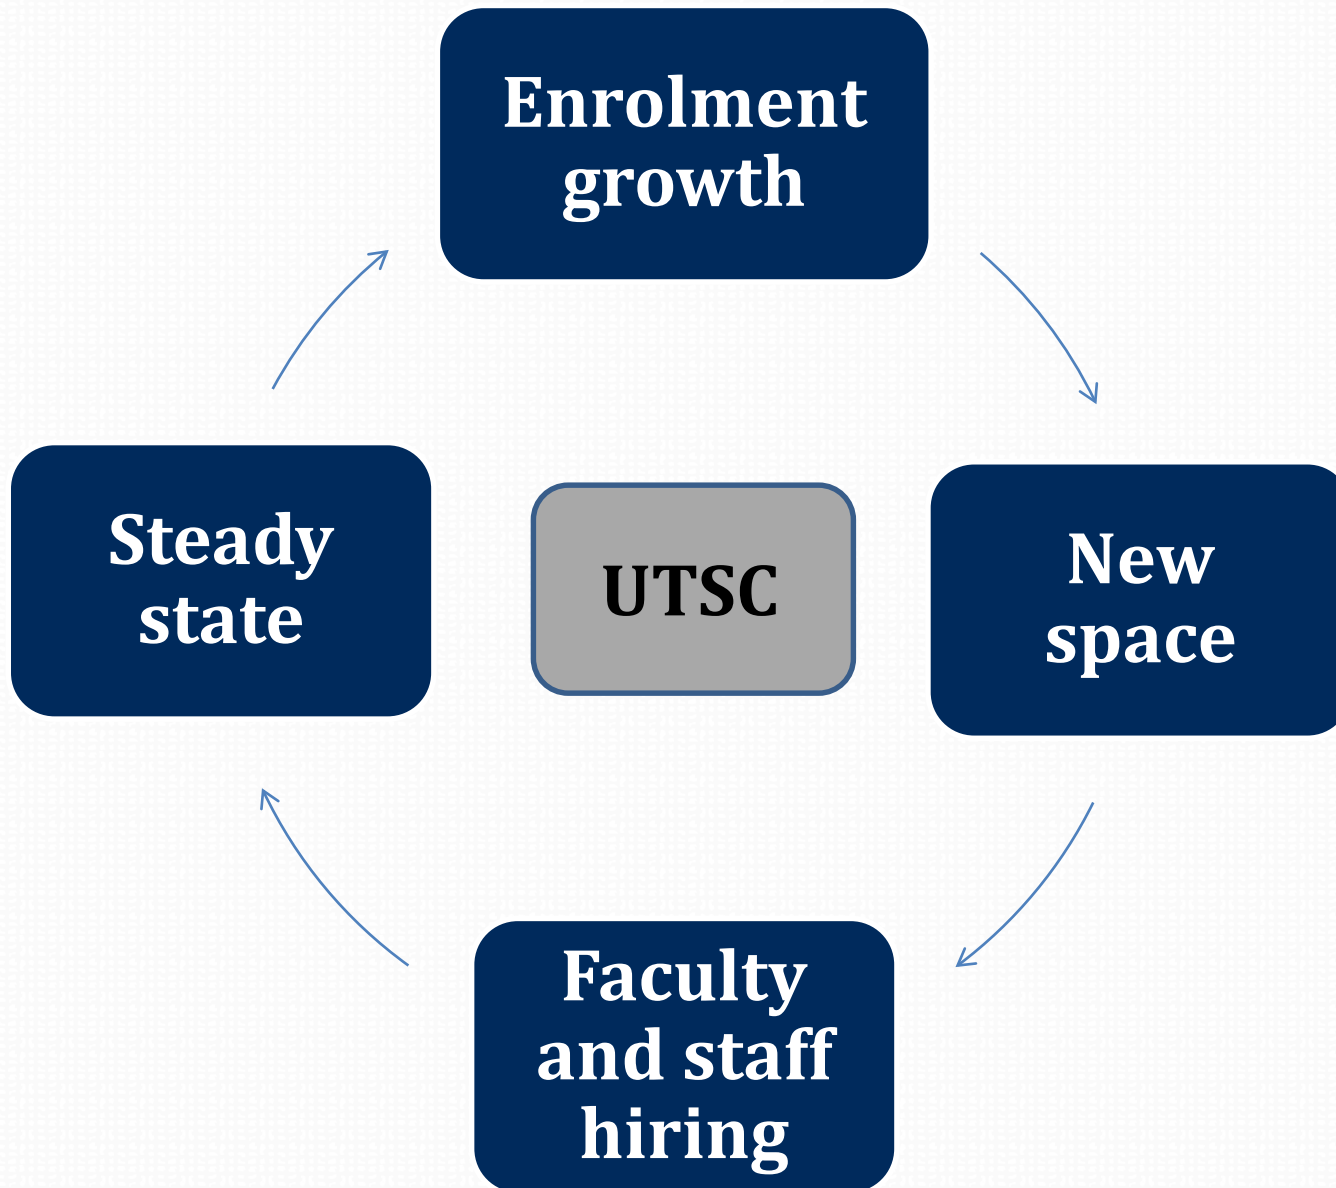 Enrolment
growth
Steady
state
UTSC
New
space
Faculty
and staff
hiring